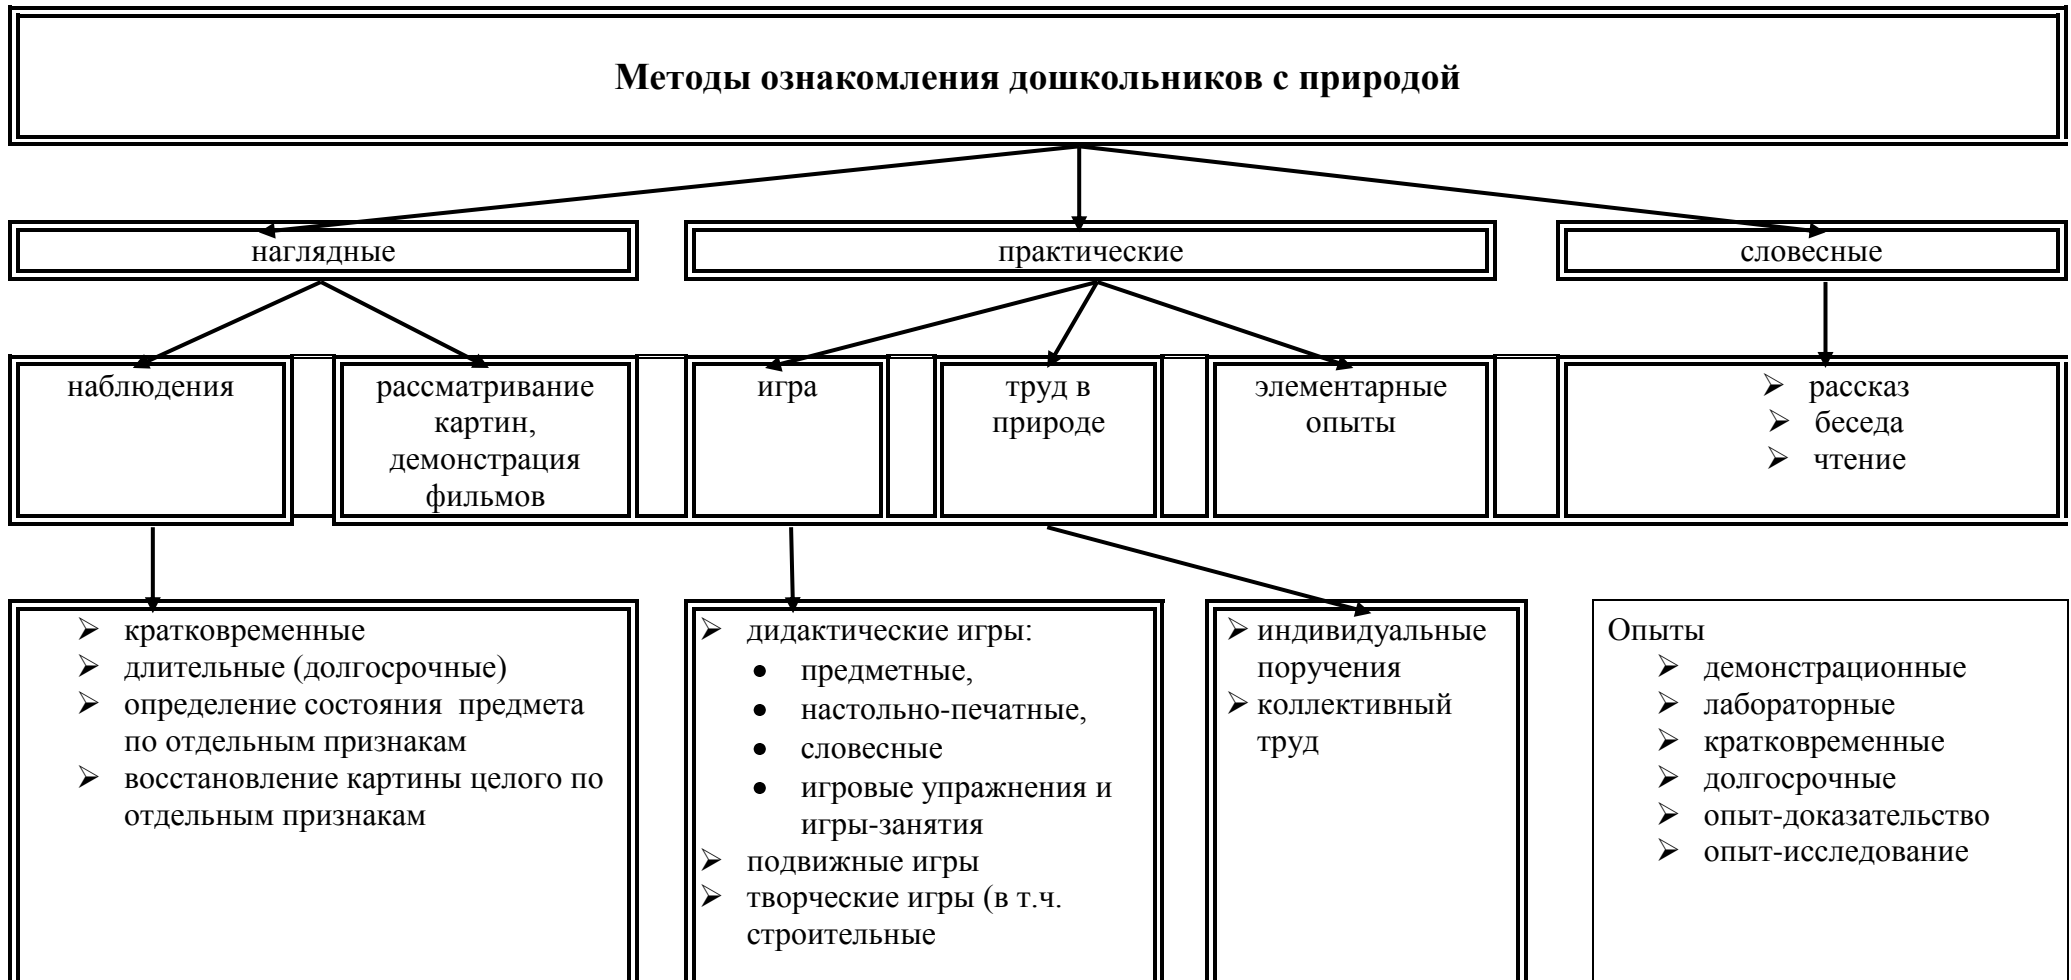 Методы ознакомления дошкольников с природой
наглядные
практические
словесные
наблюдения
рассматривание
картин,
демонстрация
фильмов
игра
труд в
природе
элементарные
опыты
рассказ
беседа
чтение
кратковременные
длительные (долгосрочные)
определение состояния предмета
по отдельным признакам
восстановление картины целого по
отдельным признакам
дидактические игры:
предметные,
настольно-печатные,
словесные
игровые упражнения и
игры-занятия
подвижные игры
творческие игры (в т.ч.
строительные
индивидуальные
поручения
коллективный
труд
Опыты
демонстрационные
лабораторные
кратковременные
долгосрочные
опыт-доказательство
опыт-исследование